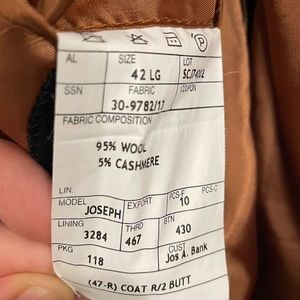 P
AL SIZE LOT
42 LG SC/74102
SSN FABRIC COUPON
30-9782/17
FABRIC COMPOSITION
95% WOOL
5% CASHMERE
LIN:
MODEL EXPORT PCS-F PCS-C
JOSEPH 10
LINING THRD BTN
3284 467 430
PKG CUST
118 Jos A. Bank
(47-R) COAT R/2 BUTT